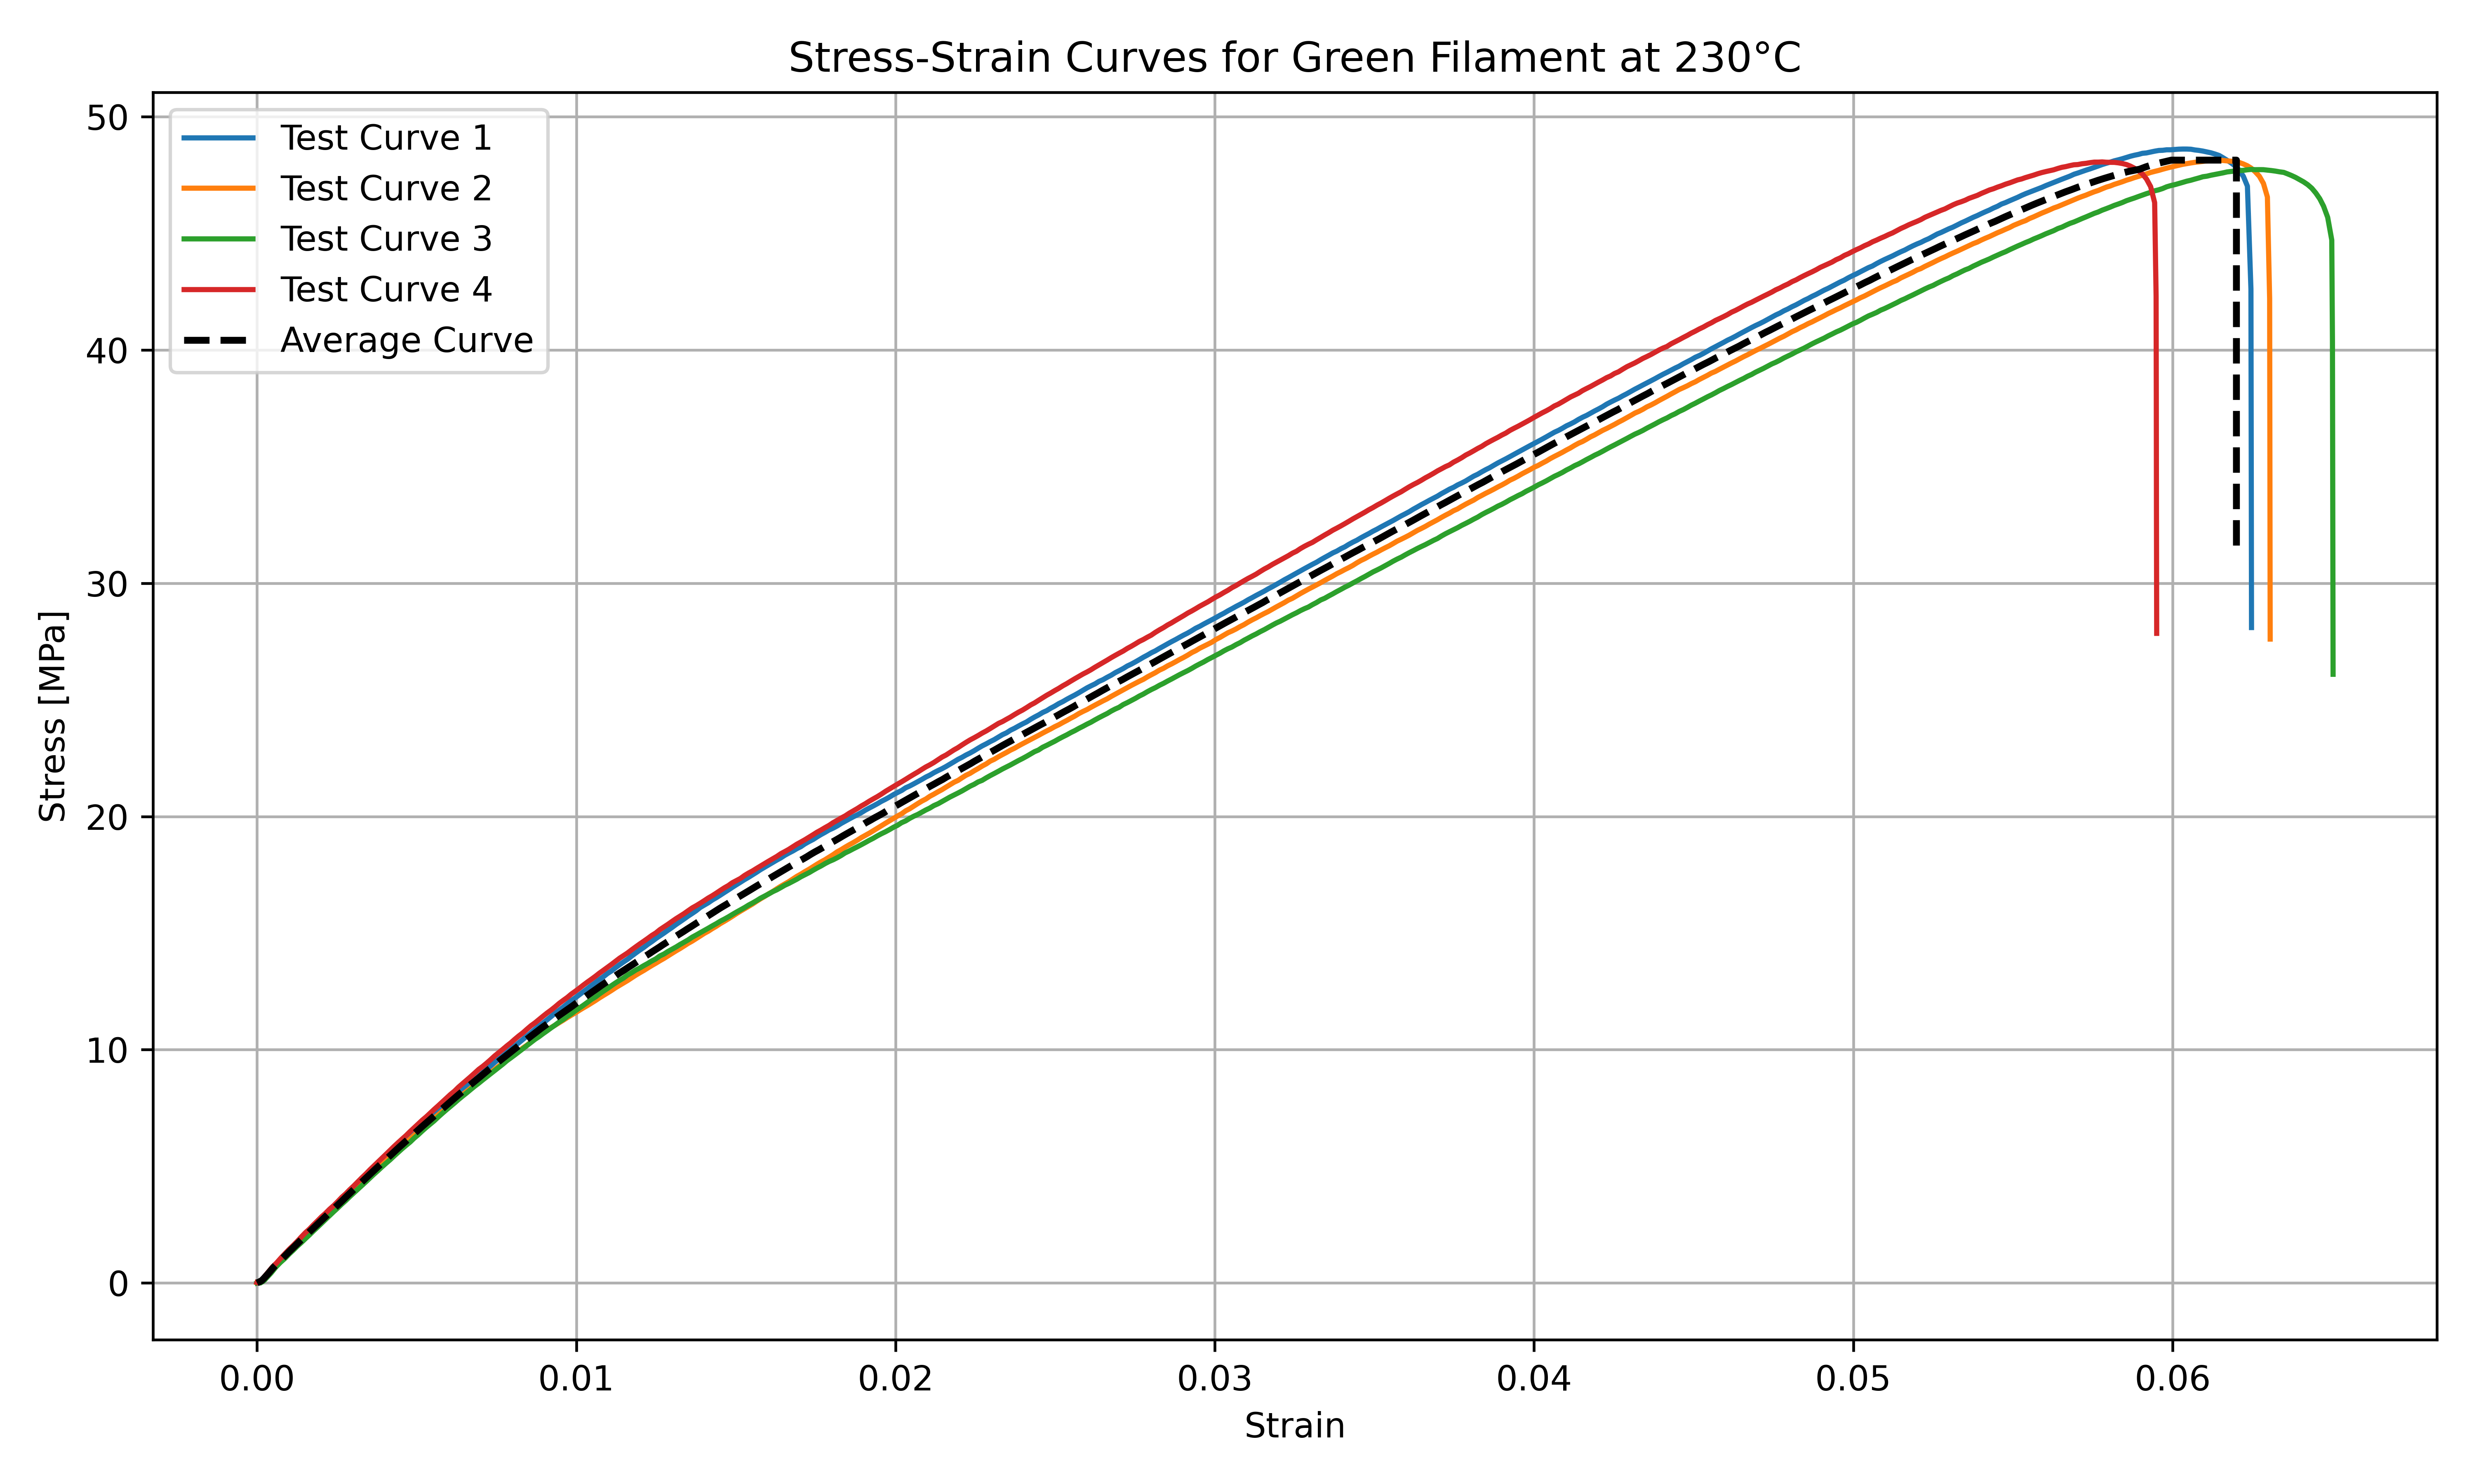 Stress-Strain Curves for Green Filament at 230°C
50
40
30
20
10
0
Stress [MPa]
Test Curve 1
Test Curve 2
Test Curve 3
Test Curve 4
Average Curve
0.00 0.01 0.02 0.03 0.04 0.05 0.06
Strain